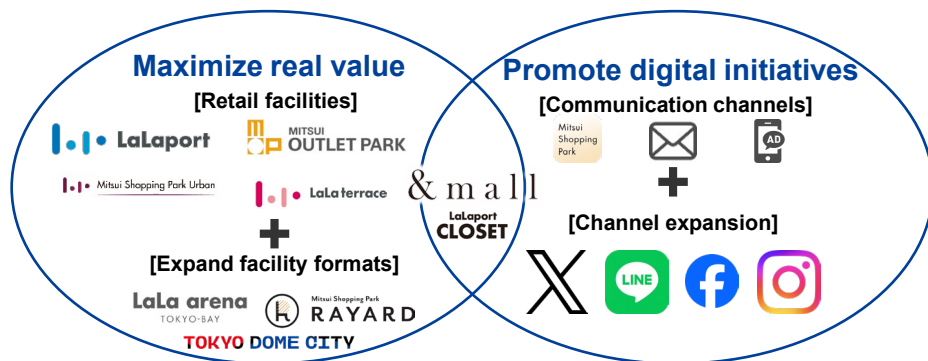 Maximize real value
[Retail facilities]
LaLaport
MITSUI
OUTLET PARK
Mitsui Shopping Park Urban
LaLa terrace
[Expand facility formats]
LaLa arena
TOKYO-BAY
Mitsui Shopping Park
RAYARD
TOKYO DOME CITY
&mall
LaLaport
CLOSET
Promote digital initiatives
[Communication channels]
Mitsui
Shopping
Park
AD
[Channel expansion]
X
LINE